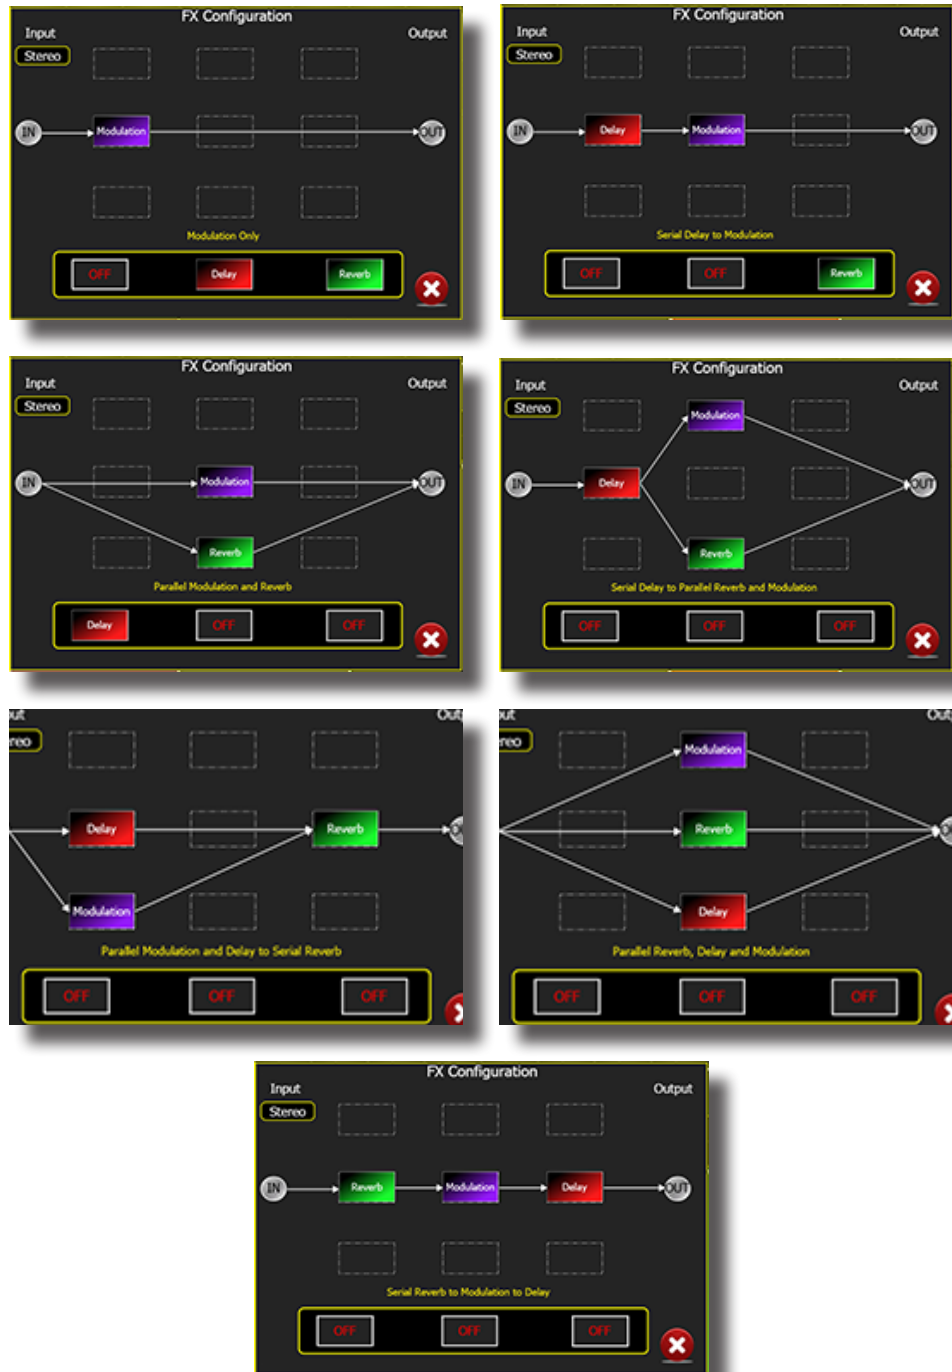 FX Configuration
Input Output
Stereo
IN Modulation OUT
Modulation Only
OFF Delay Reverb
FX Configuration
Input Output
Stereo
IN Delay Modulation OUT
Serial Delay to Modulation
OFF OFF Reverb
FX Configuration
Input Output
Stereo
IN Modulation OUT
Reverb
Parallel Modulation and Reverb
Delay OFF OFF
FX Configuration
Input Output
Stereo
Modulation
IN Delay OUT
Reverb
Serial Delay to Parallel Reverb and Modulation
OFF OFF OFF
Delay Reverb
Modulation
Parallel Modulation and Delay to Serial Reverb
OFF OFF OFF
Modulation
Reverb
Delay
Parallel Reverb, Delay and Modulation
OFF OFF OFF
FX Configuration
Input Output
Stereo
IN Reverb Modulation Delay OUT
Serial Reverb to Modulation to Delay
OFF OFF OFF